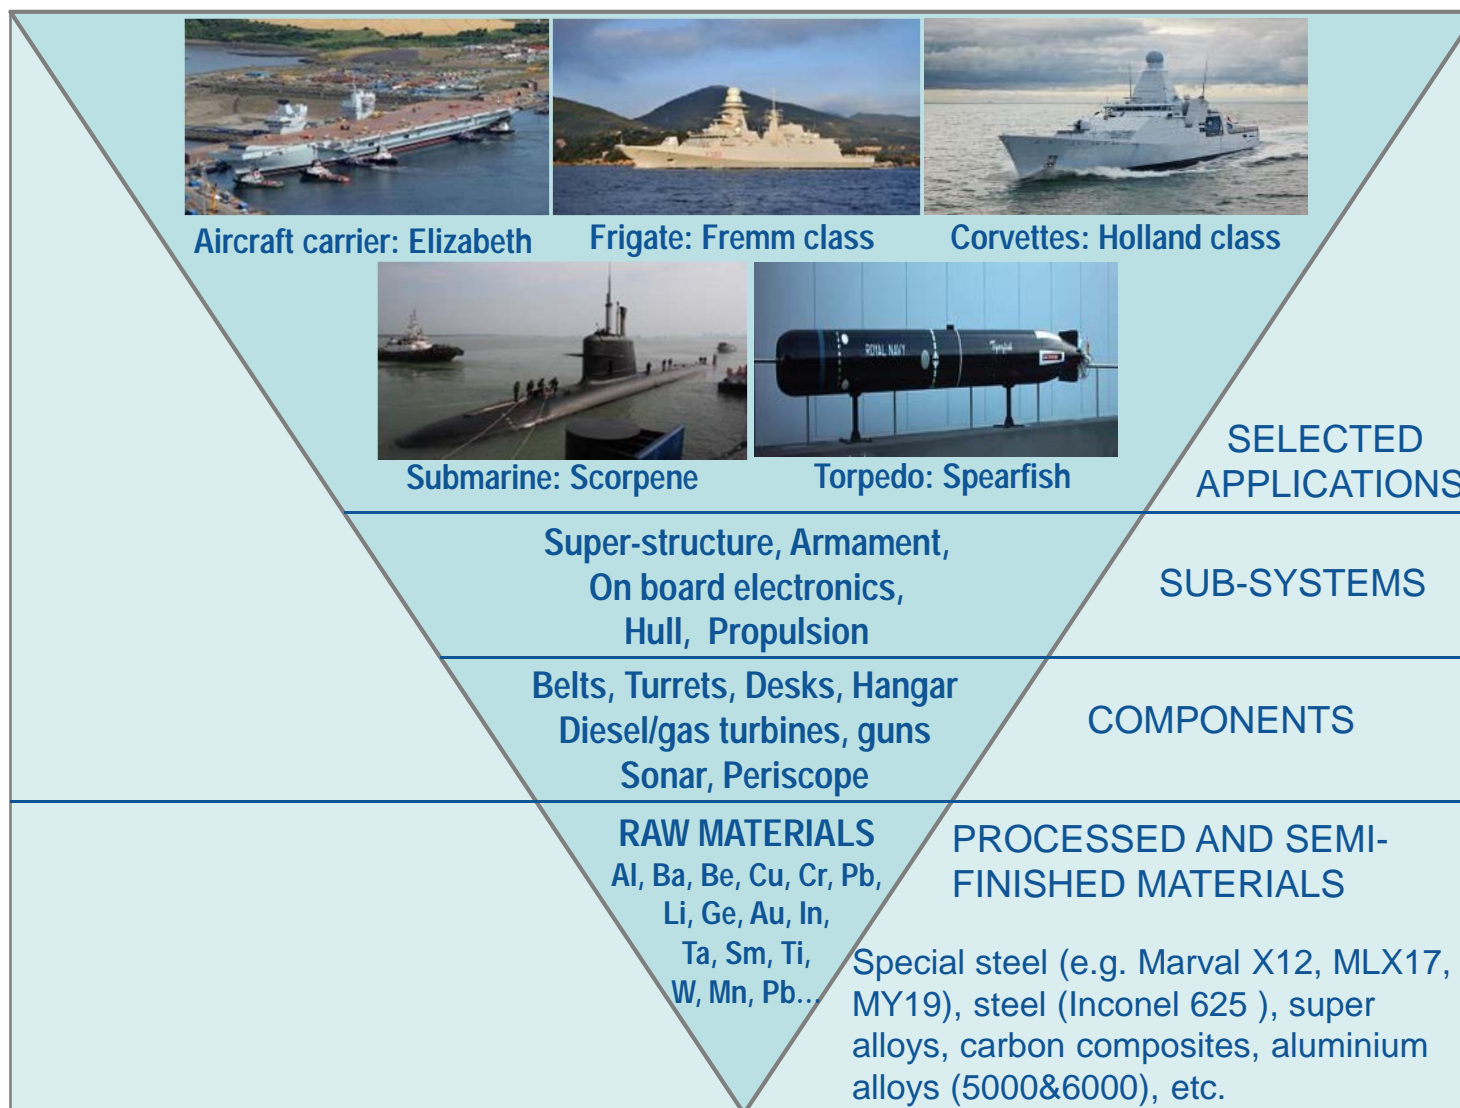 Aircraft carrier: Elizabeth
Frigate: Fremm class
Corvettes: Holland class
ROYAL NAVY
Tigerfish
Submarine: Scorpene
Torpedo: Spearfish
SELECTED
APPLICATIONS
Super-structure, Armament,
On board electronics,
Hull, Propulsion
SUB-SYSTEMS
Belts, Turrets, Desks, Hangar
Diesel/gas turbines, guns
Sonar, Periscope
COMPONENTS
RAW MATERIALS
Al, Ba, Be, Cu, Cr, Pb,
Li, Ge, Au, In,
Ta, Sm, Ti,
W, Mn, Pb...
PROCESSED AND SEMI-
FINISHED MATERIALS
Special steel (e.g. Marval X12, MLX17,
MY19), steel (Inconel 625 ), super
alloys, carbon composites, aluminium
alloys (5000&6000), etc.